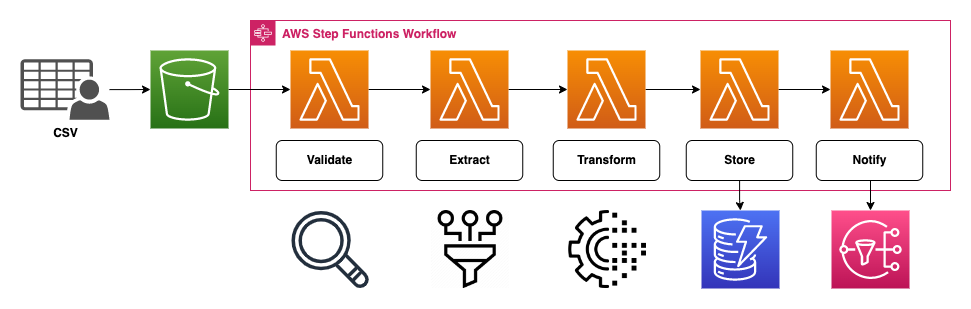 AWS Step Functions Workflow
CSV
Validate
Extract
Transform
Store
Notify